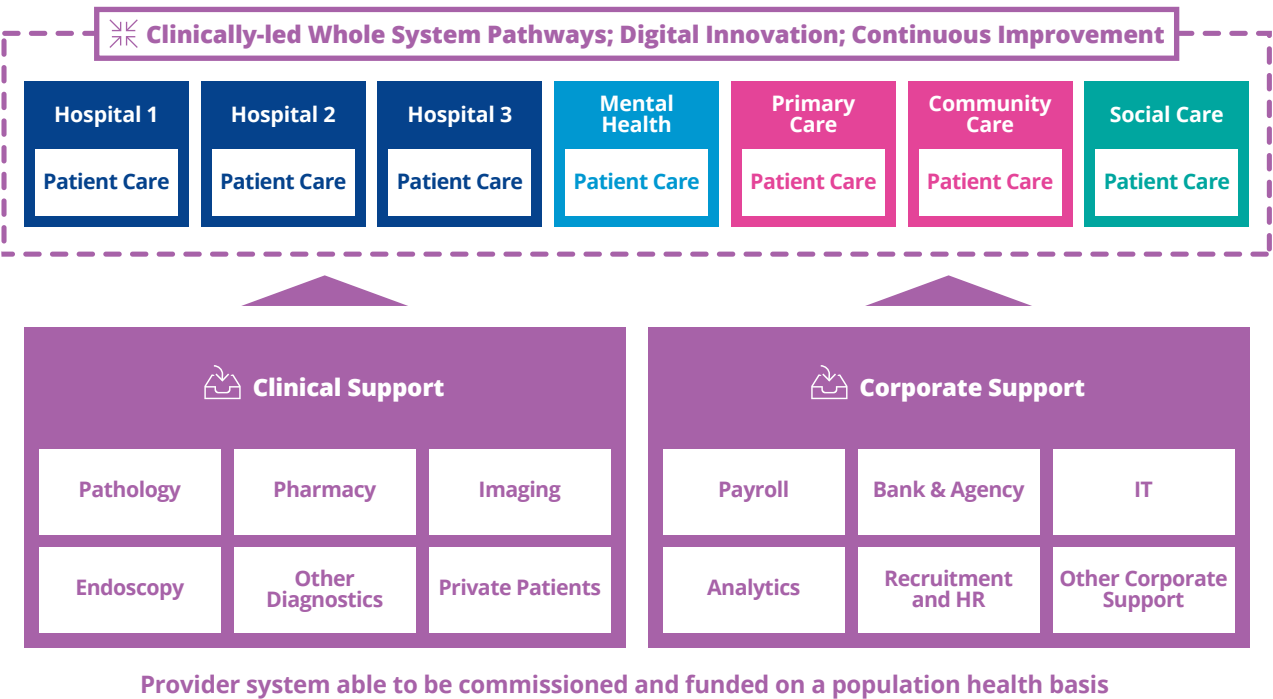 Clinically-led Whole System Pathways; Digital Innovation; Continuous Improvement
Hospital 1
Patient Care
Hospital 2
Patient Care
Hospital 3
Patient Care
Mental
Health
Patient Care
Primary
Care
Patient Care
Community
Care
Patient Care
Social Care
Patient Care
Clinical Support
Pathology
Pharmacy
Imaging
Endoscopy
Other
Diagnostics
Private Patients
Corporate Support
Payroll
Bank & Agency
IT
Analytics
Recruitment
and HR
Other Corporate
Support
Provider system able to be commissioned and funded on a population health basis